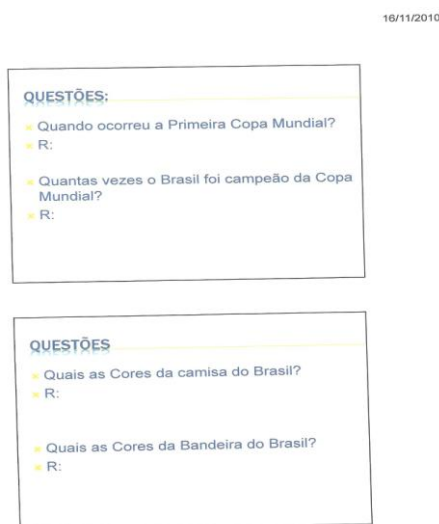 16/11/2010
QUESTÕES:
Quando ocorreu a Primeira Copa Mundial?
R:
Quantas vezes o Brasil foi campeão da Copa
Mundial?
R:
QUESTÕES
Quais as Cores da camisa do Brasil?
R:
Quais as Cores da Bandeira do Brasil?
R: